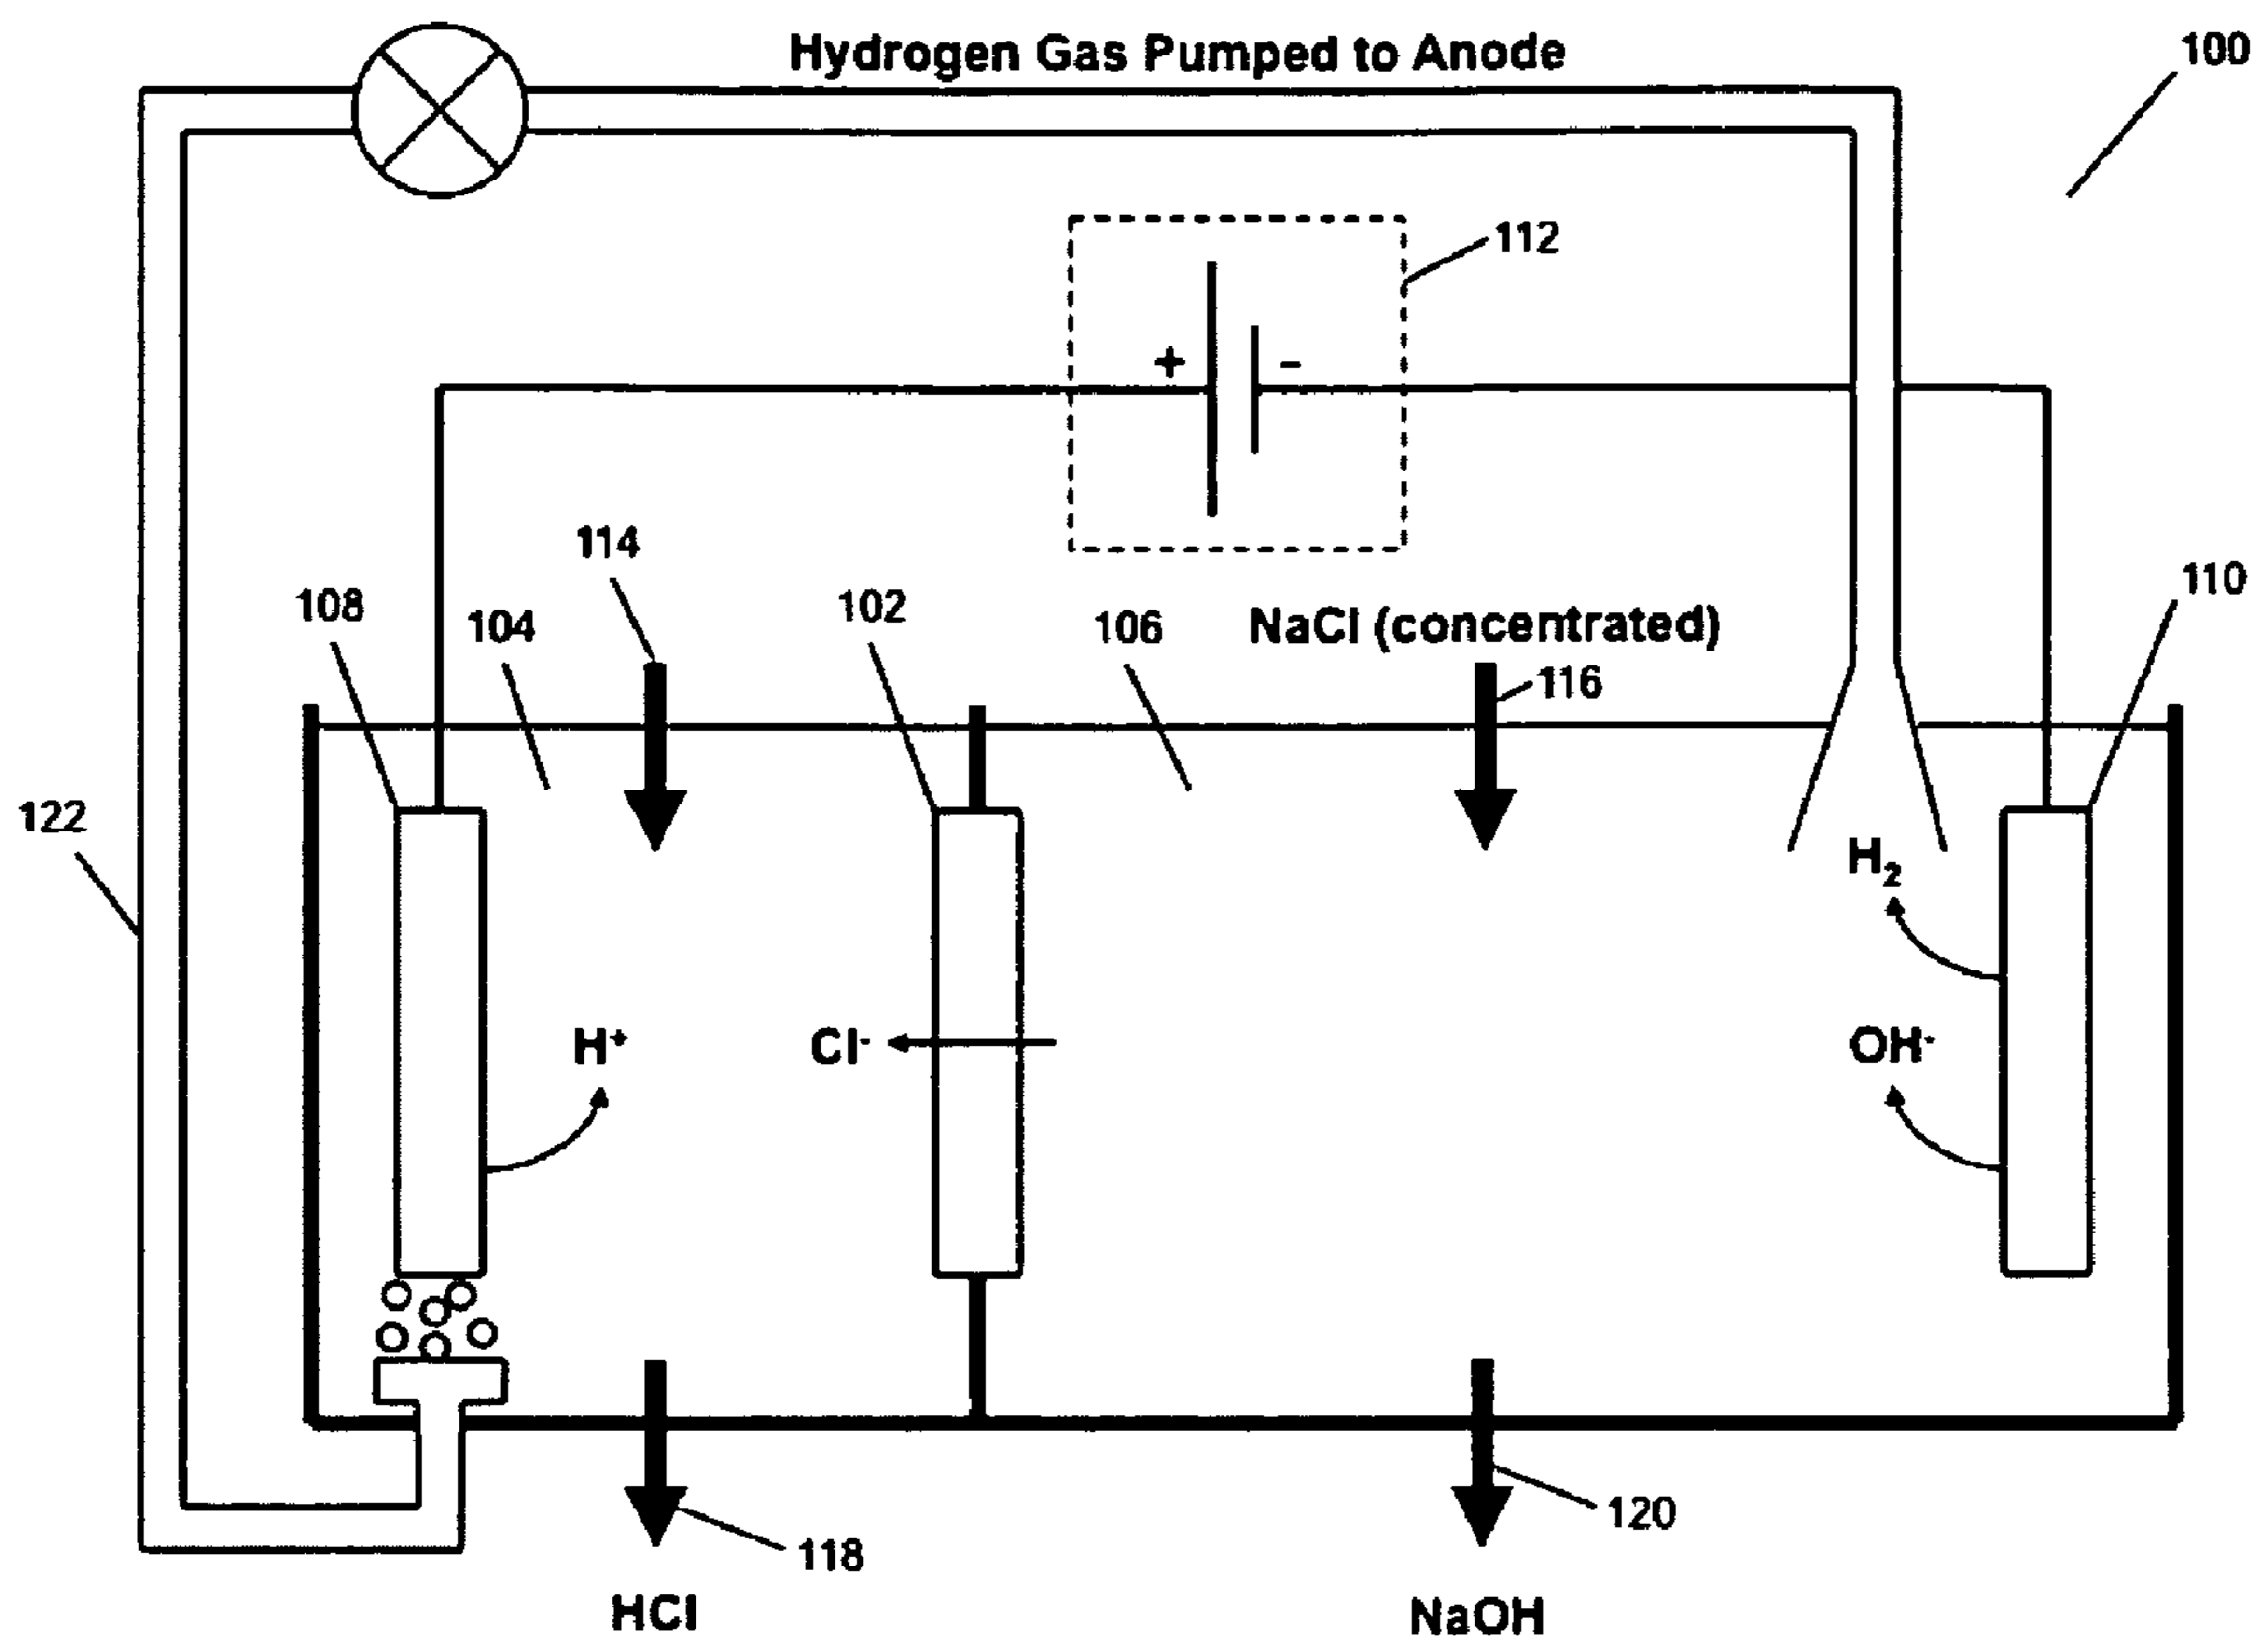 Hydrogen Gas Pumped to Anode
100
112
+ -
114
108
104
102
106
NaCl (concentrated)
110
116
122
H₂
H⁺
Cl⁻
OH⁻
118
120
HCl
NaOH